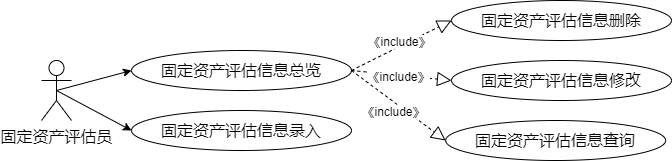 固定资产评估信息删除
《include》
固定资产评估信息总览
《include》
固定资产评估信息修改
《include》
固定资产评估员
固定资产评估信息录入
固定资产评估信息查询